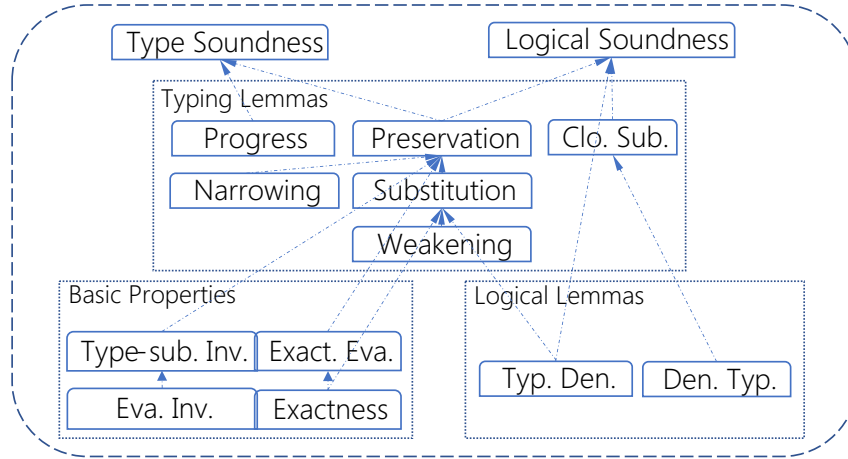 Type Soundness
Logical Soundness
Typing Lemmas
Progress
Preservation
Clo. Sub.
Narrowing
Substitution
Weakening
Basic Properties
Logical Lemmas
Type-sub. Inv.
Exact. Eva.
Typ. Den.
Den. Typ.
Eva. Inv.
Exactness